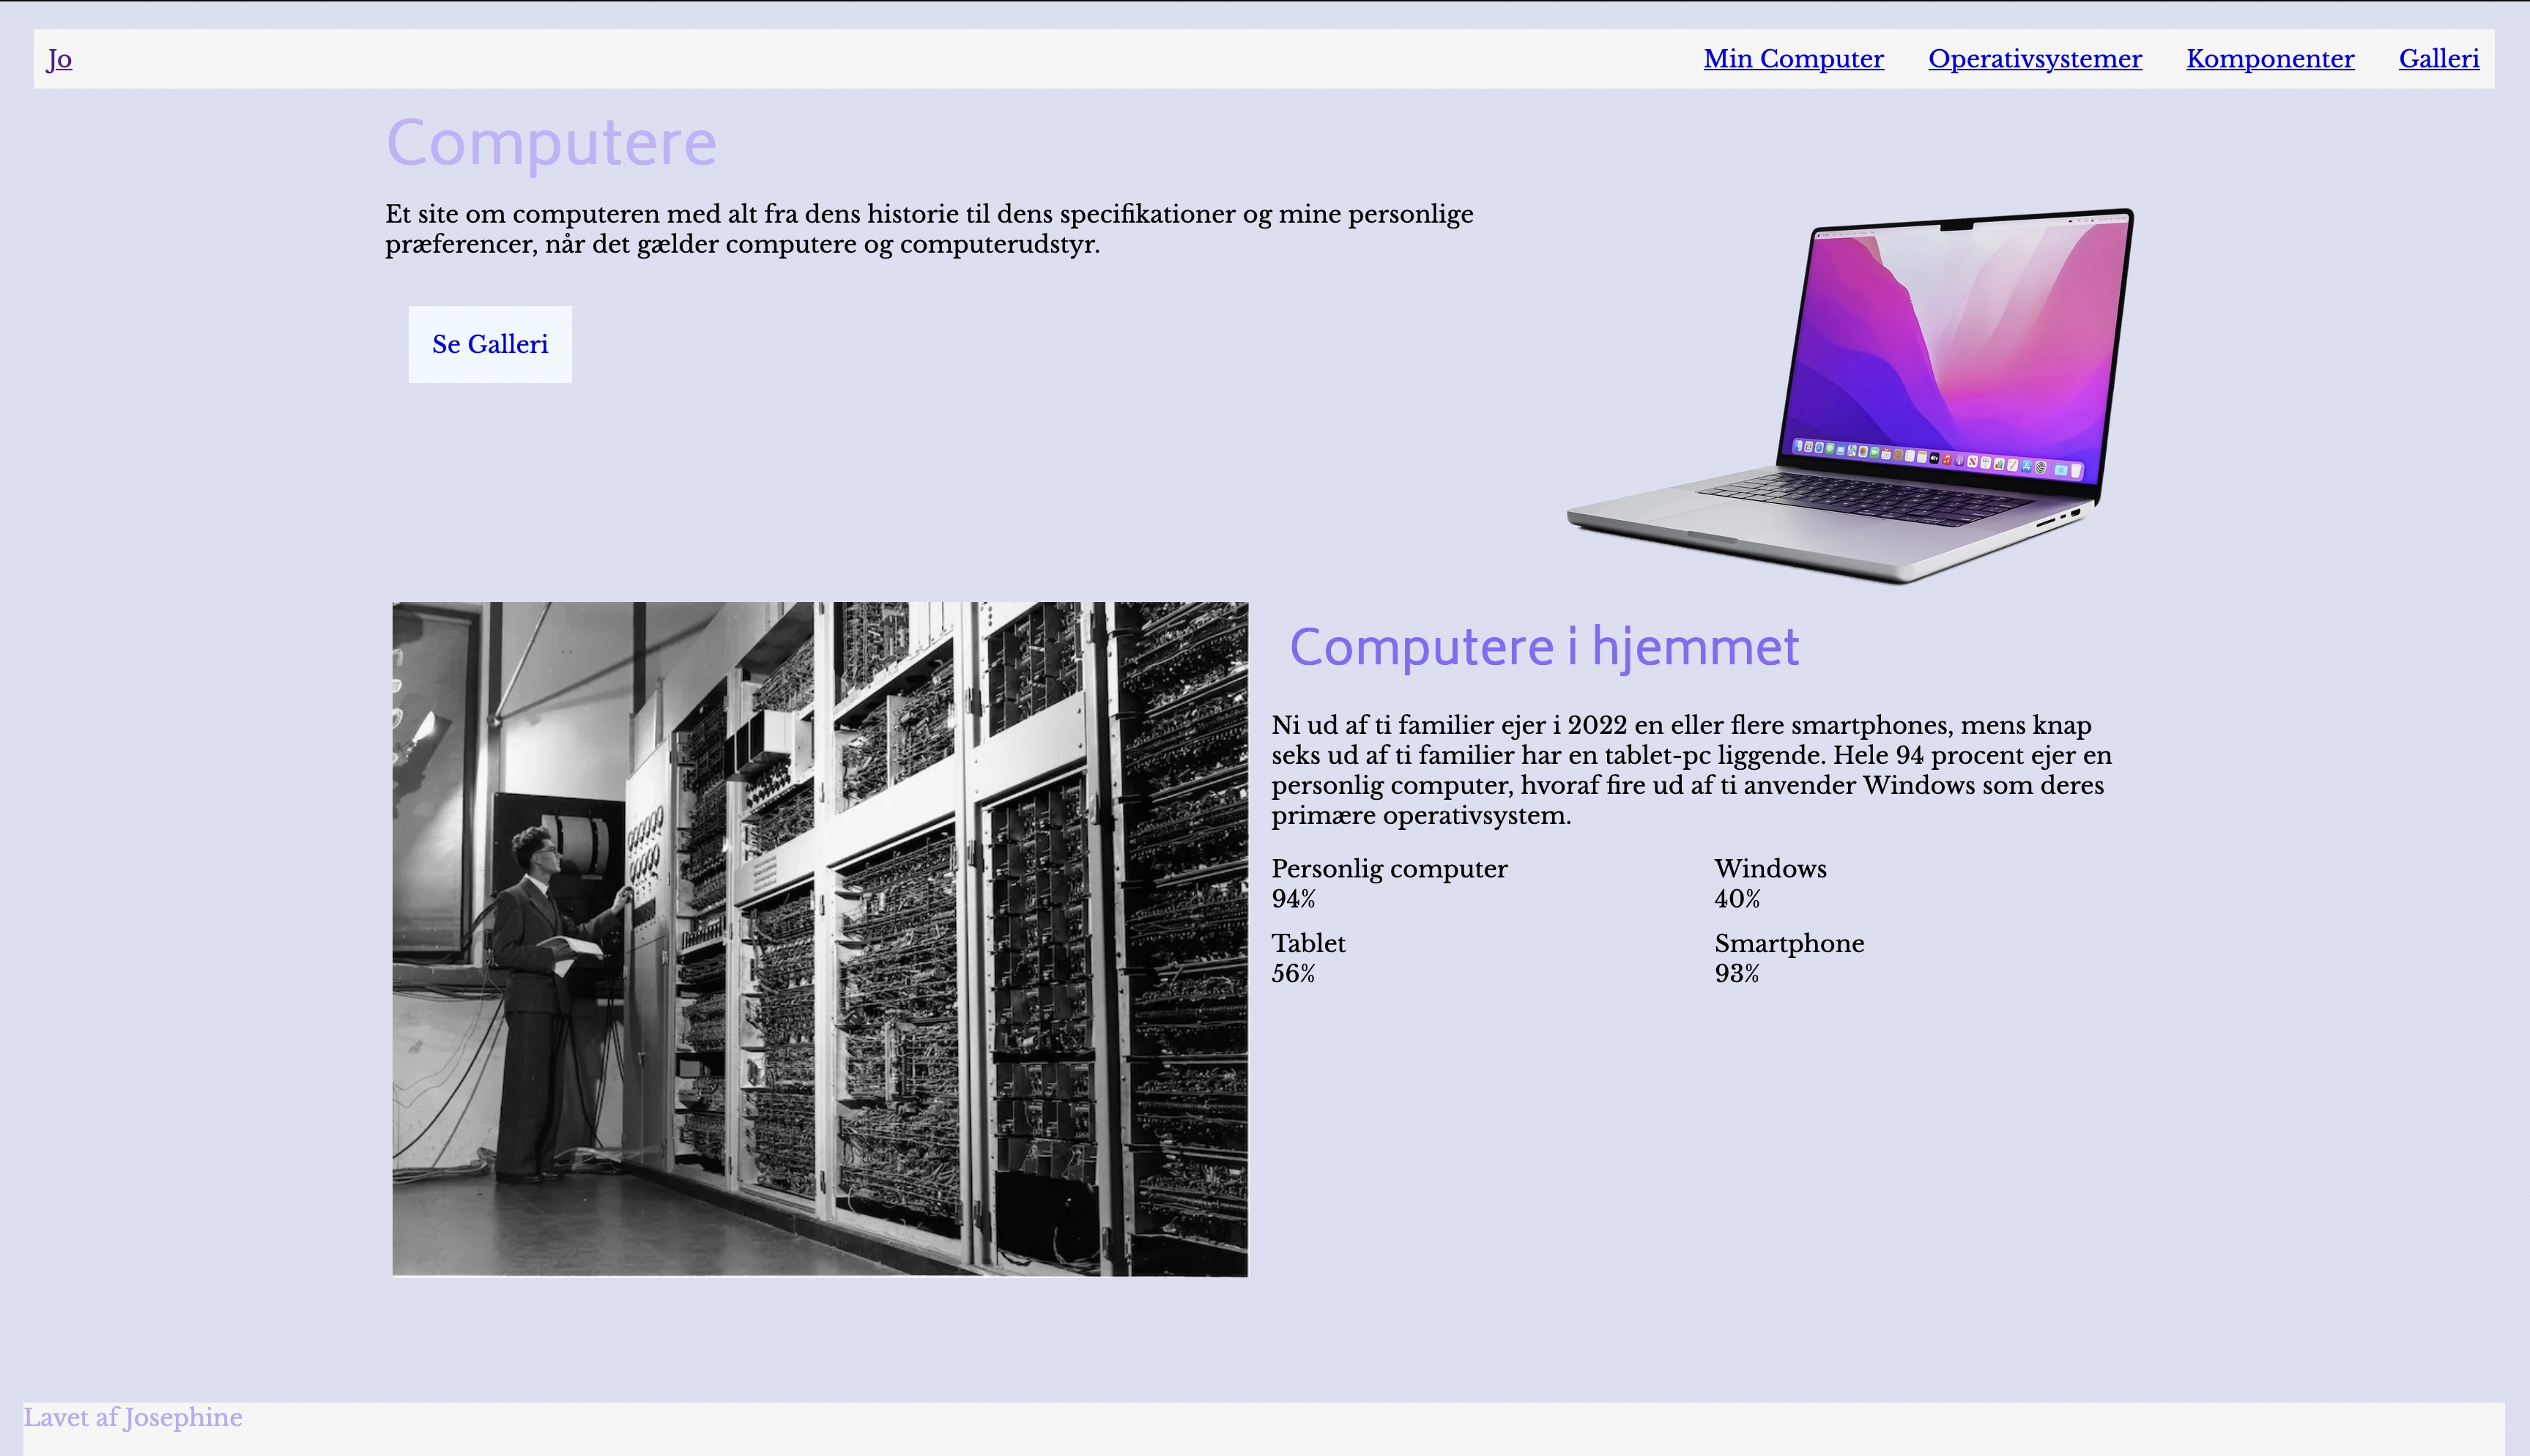 Jo
Min Computer
Operativsystemer
Komponenter
Galleri
Computere
Et site om computeren med alt fra dens historie til dens specifikationer og mine personlige
præferencer, når det gælder computere og computerudstyr.
Se Galleri
Computere i hjemmet
Ni ud af ti familier ejer i 2022 en eller flere smartphones, mens knap
seks ud af ti familier har en tablet-pc liggende. Hele 94 procent ejer en
personlig computer, hvoraf fire ud af ti anvender Windows som deres
primære operativsystem.
Personlig computer
94%
Windows
40%
Tablet
56%
Smartphone
93%
Lavet af Josephine